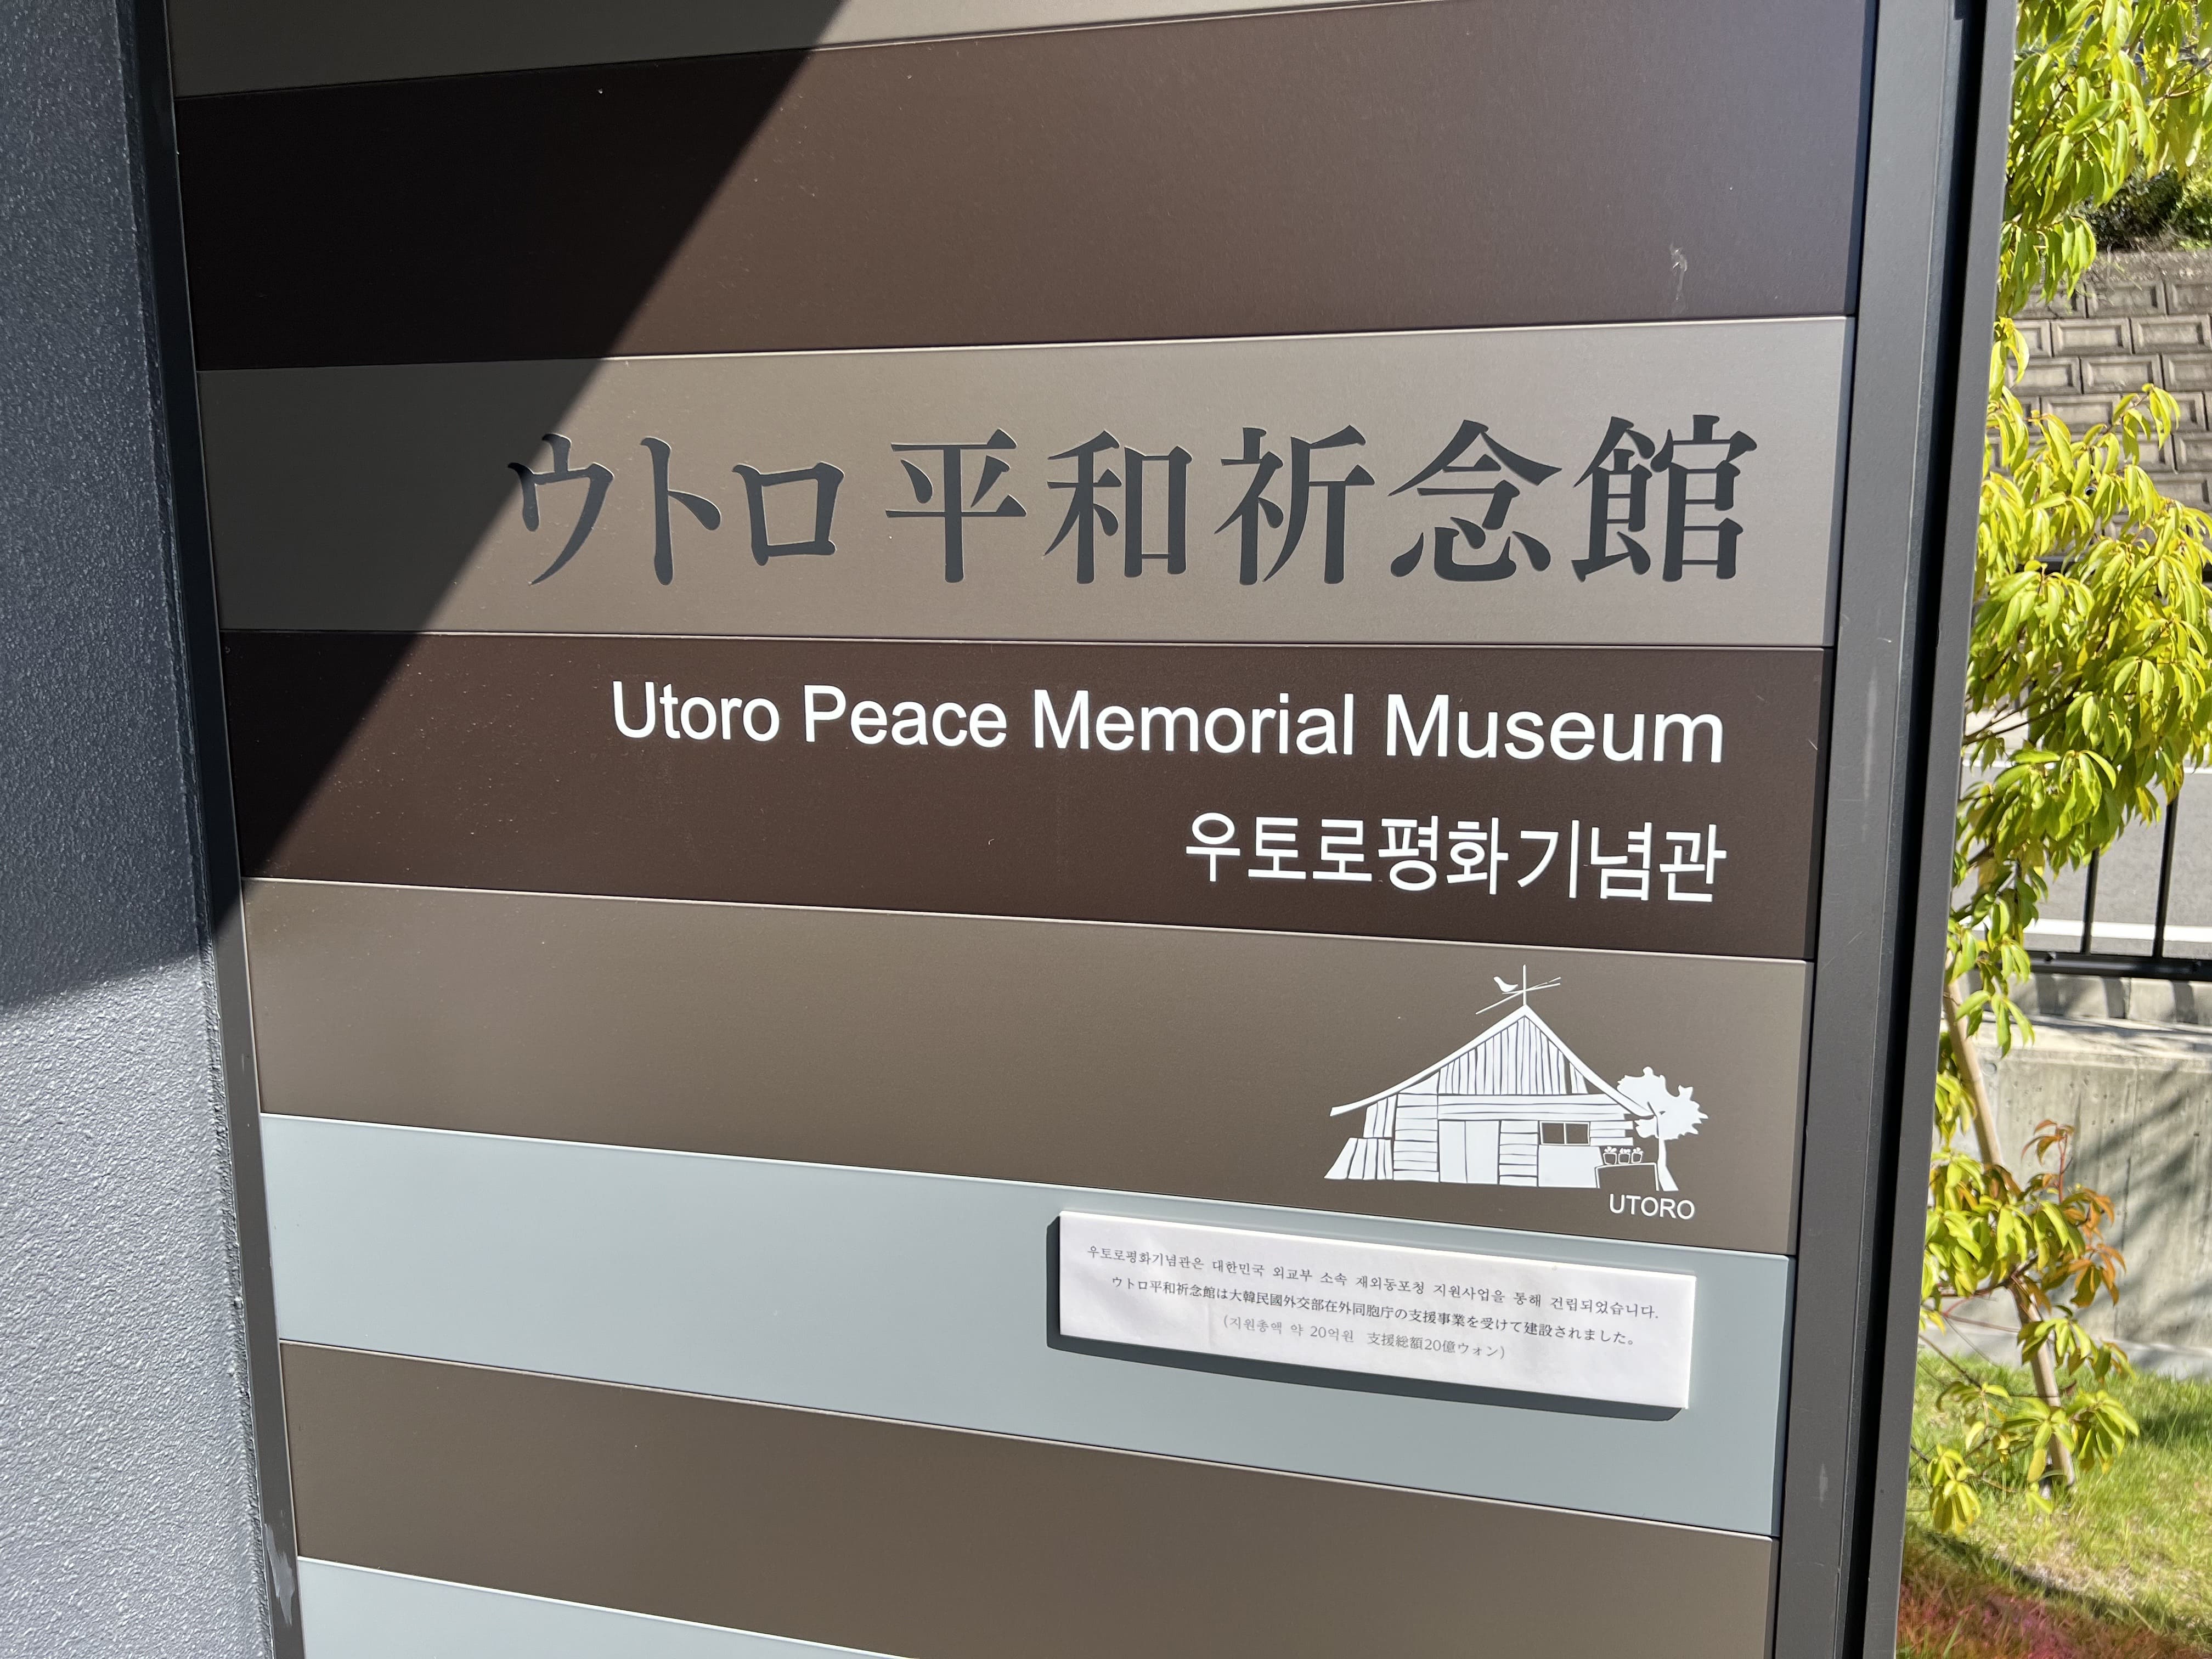 ウトロ平和祈念館
Utoro Peace Memorial Museum
우토로평화기념관
UTORO
우토로평화기념관은 대한민국 외교부 소속 재외동포청 지원사업을 통해 건립되었습니다.
ウトロ平和祈念館は大韓民國外交部在外同胞庁の支援事業を受けて建設されました。
(지원총액 약 20억원 支援総額20億ウォン)